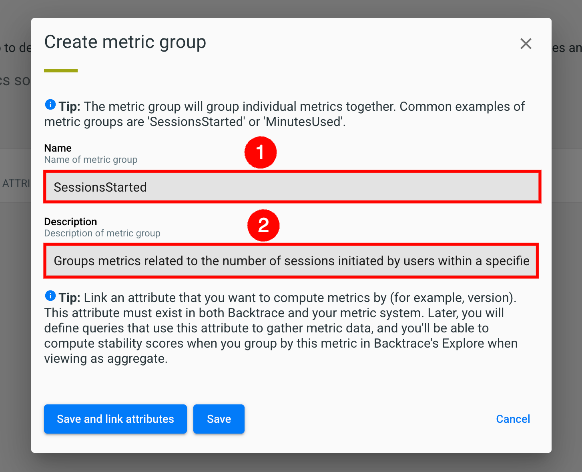 Create metric group
to de
es an
cs so
Tip: The metric group will group individual metrics together. Common examples of
metric groups are 'SessionsStarted' or 'MinutesUsed'.
Name
1
Name of metric group
ATTRI
SessionsStarted
Description
2
Description of metric group
Groups metrics related to the number of sessions initiated by users within a specifie
Tip: Link an attribute that you want to compute metrics by (for example, version).
This attribute must exist in both Backtrace and your metric system. Later, you will
define queries that use this attribute to gather metric data, and you'll be able to
compute stability scores when you group by this metric in Backtrace's Explore when
viewing as aggregate.
Save and link attributes
Save
Cancel